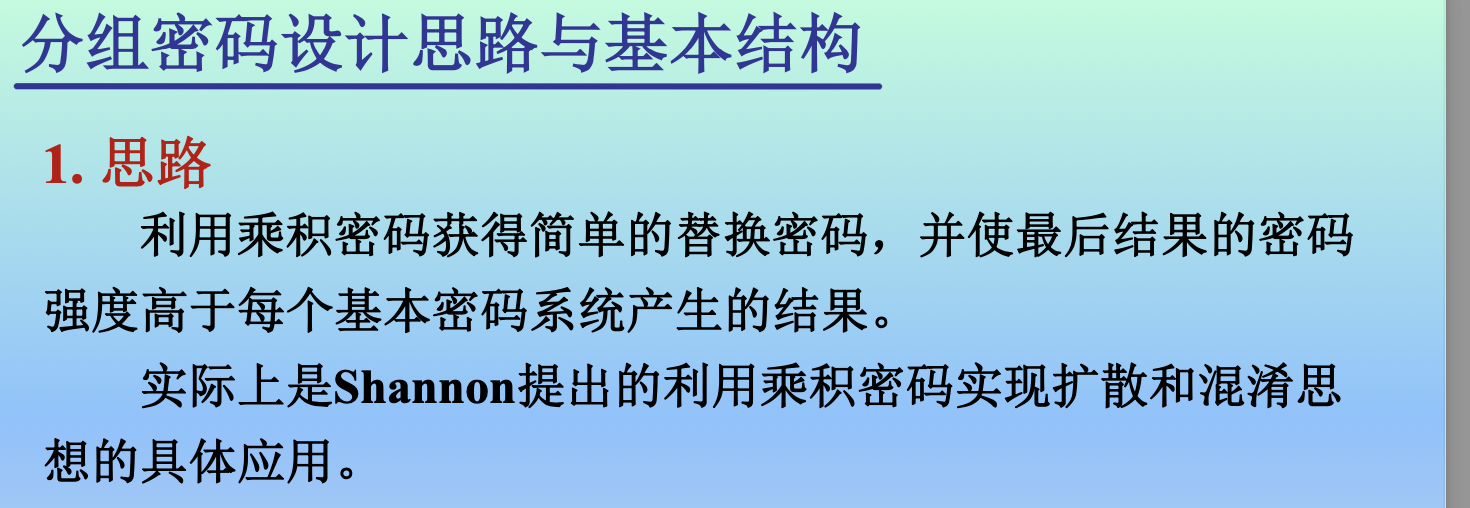 分组密码设计思路与基本结构
1. 思路
利用乘积密码获得简单的替换密码，并使最后结果的密码
强度高于每个基本密码系统产生的结果。
实际上是Shannon提出的利用乘积密码实现扩散和混淆思
想的具体应用。